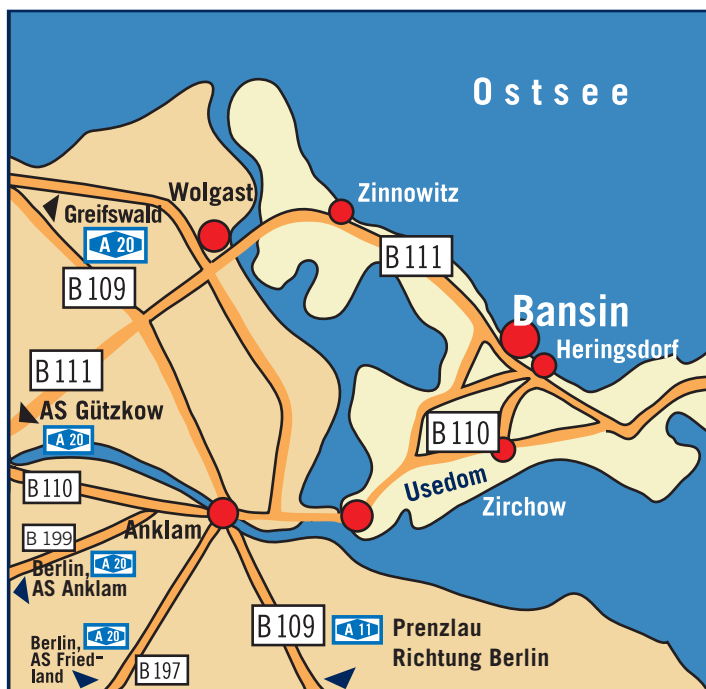 Ostsee
Wolgast
Zinnowitz
Greifswald
A 20
B 111
B 109
Bansin
Heringsdorf
B 111
AS Gützkow
A 20
B 110
B 110
Usedom
Zirchow
Anklam
B 199
Berlin,
A 20
AS Anklam
B 109
A 11
Prenzlau
Richtung Berlin
Berlin,
A 20
AS Fried-
land
B 197